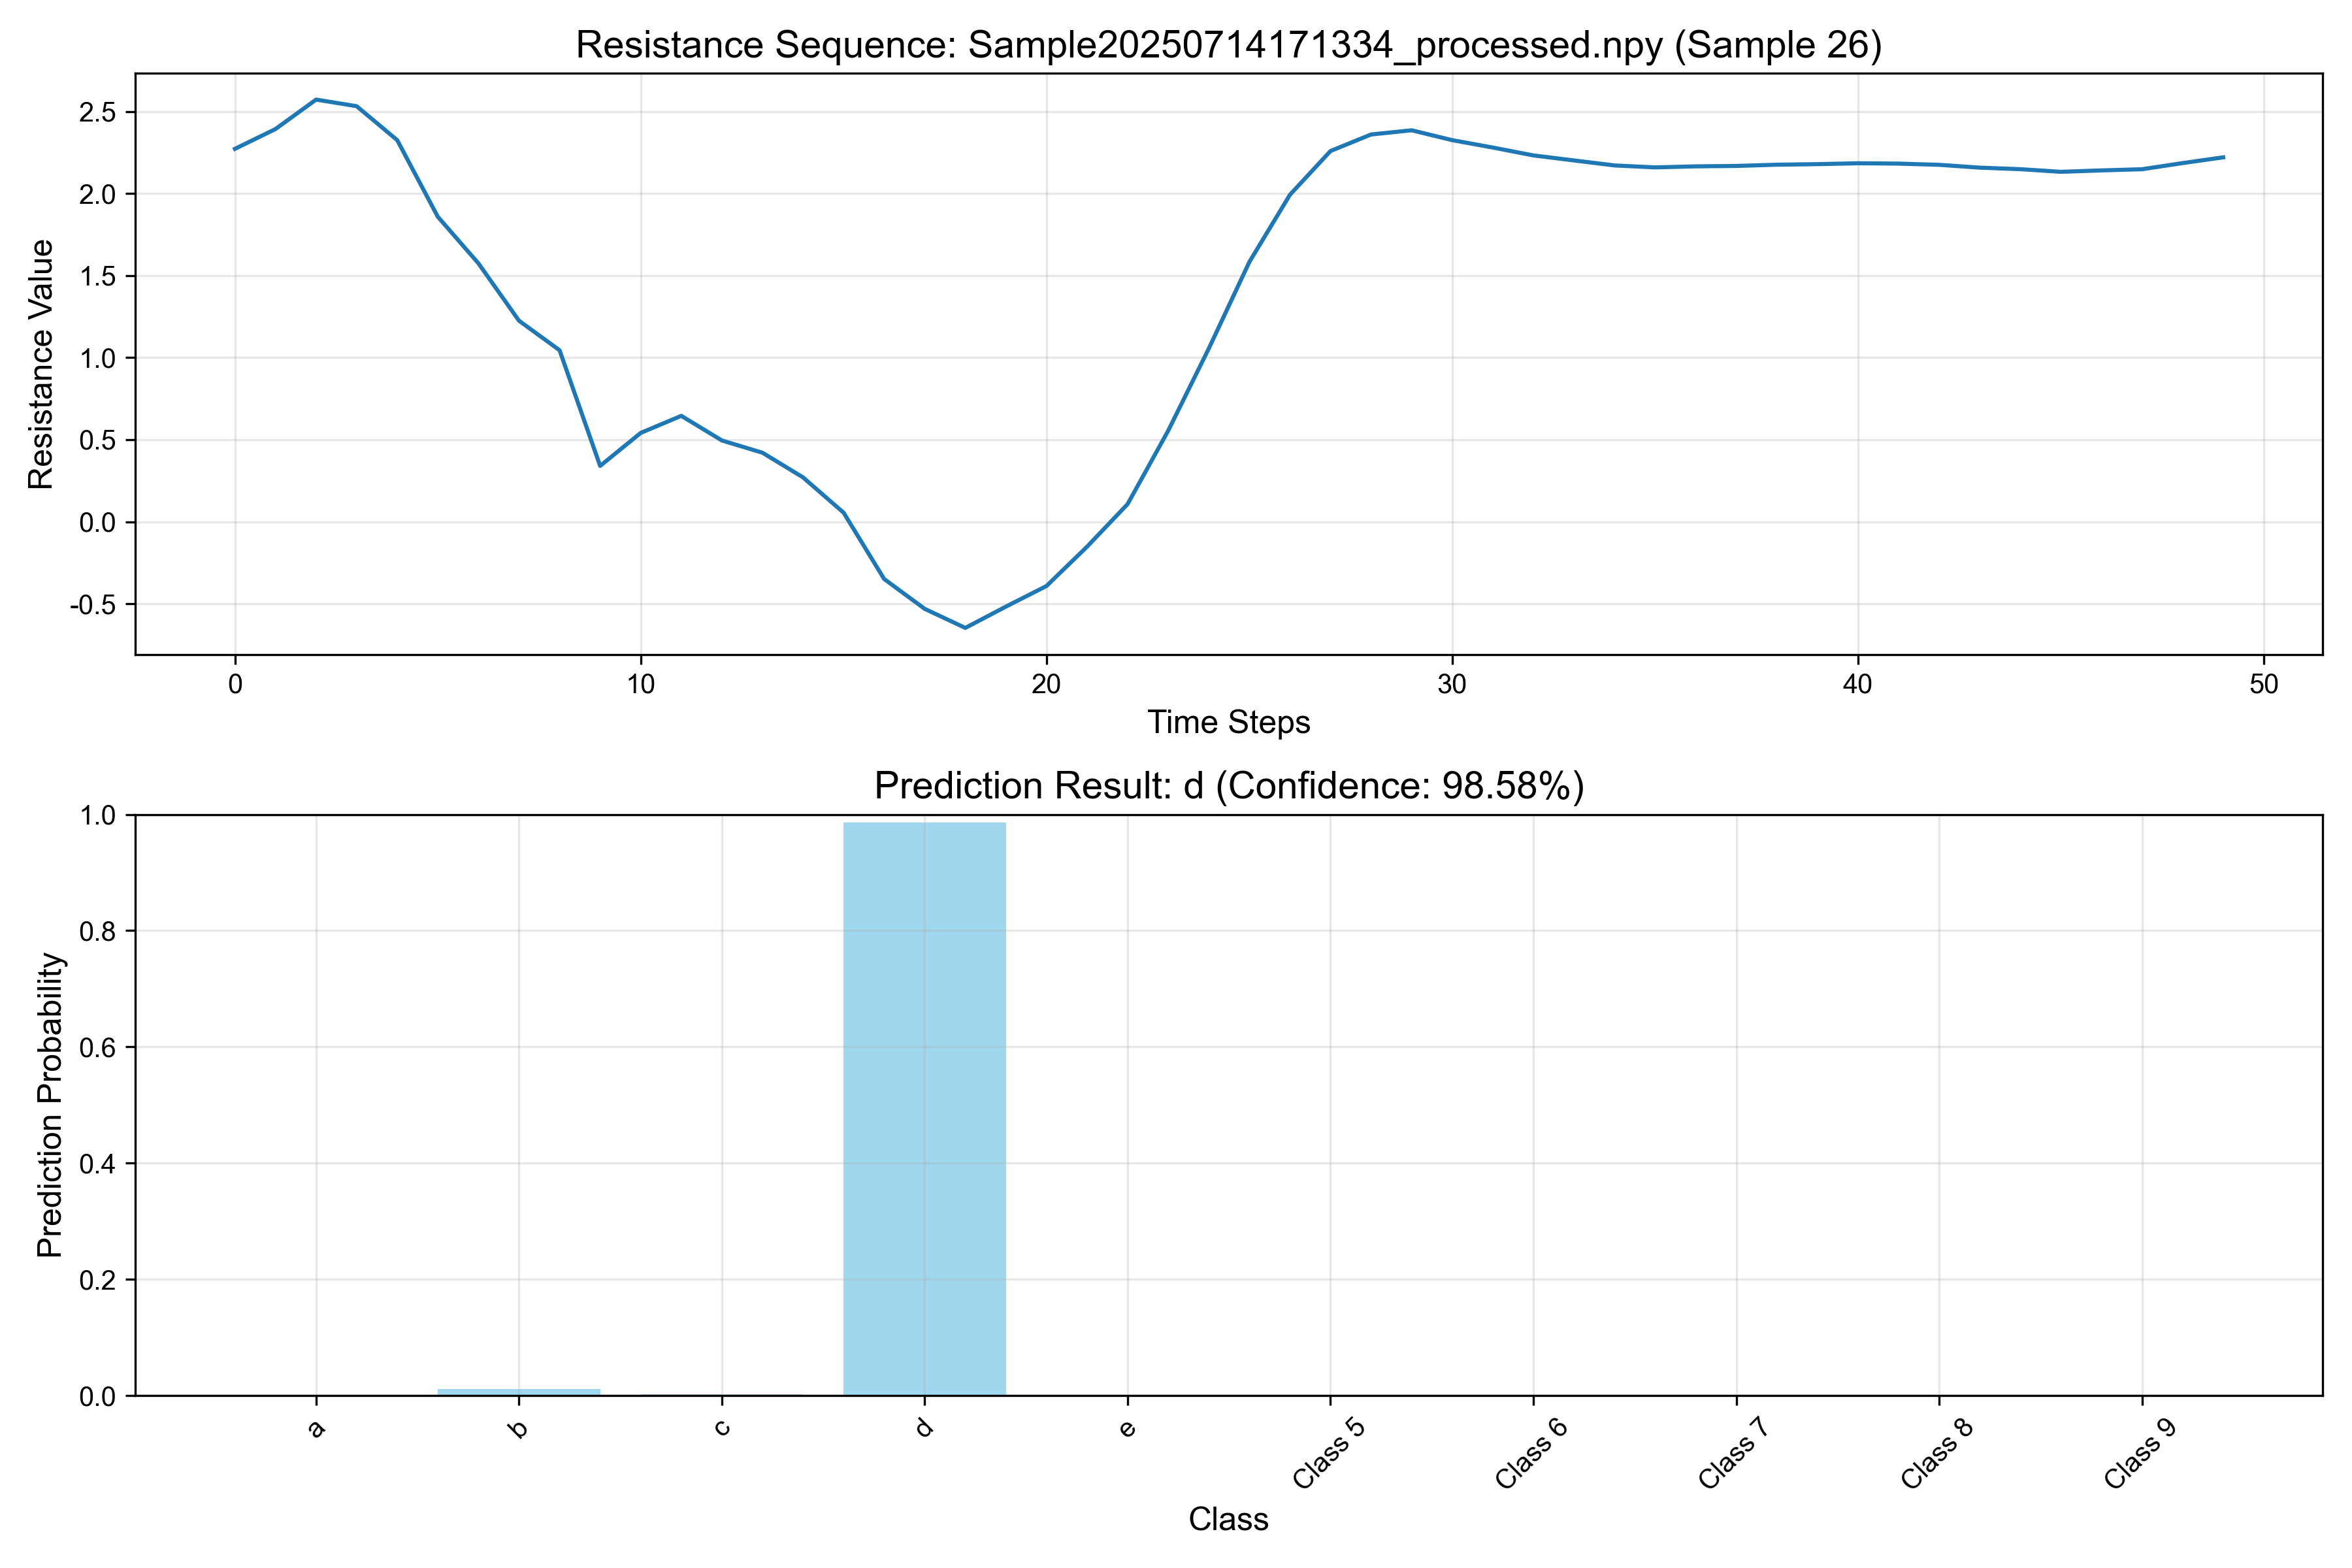 Resistance Sequence: Sample20250714171334_processed.npy (Sample 26)
Resistance Value
2.5
2.0
1.5
1.0
0.5
0.0
-0.5
0 10 20 30 40 50
Time Steps
Prediction Result: d (Confidence: 98.58%)
Prediction Probability
1.0
0.8
0.6
0.4
0.2
0.0
a b c d e Class 5 Class 6 Class 7 Class 8 Class 9
Class